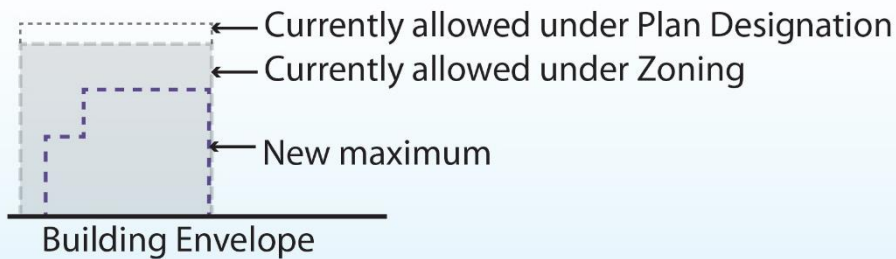 Currently allowed under Plan Designation
Currently allowed under Zoning
New maximum
Building Envelope